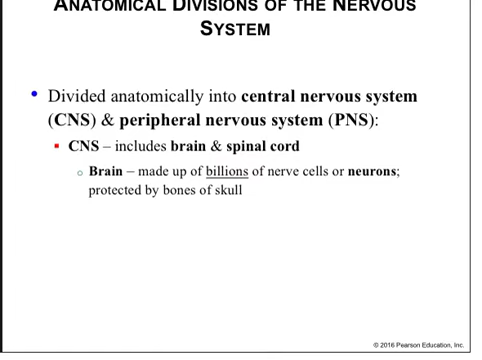 ANATOMICAL DIVISIONS OF THE NERVOUS
SYSTEM
• Divided anatomically into central nervous system
(CNS) & peripheral nervous system (PNS):
▪ CNS – includes brain & spinal cord
o Brain – made up of billions of nerve cells or neurons;
protected by bones of skull
© 2016 Pearson Education, Inc.